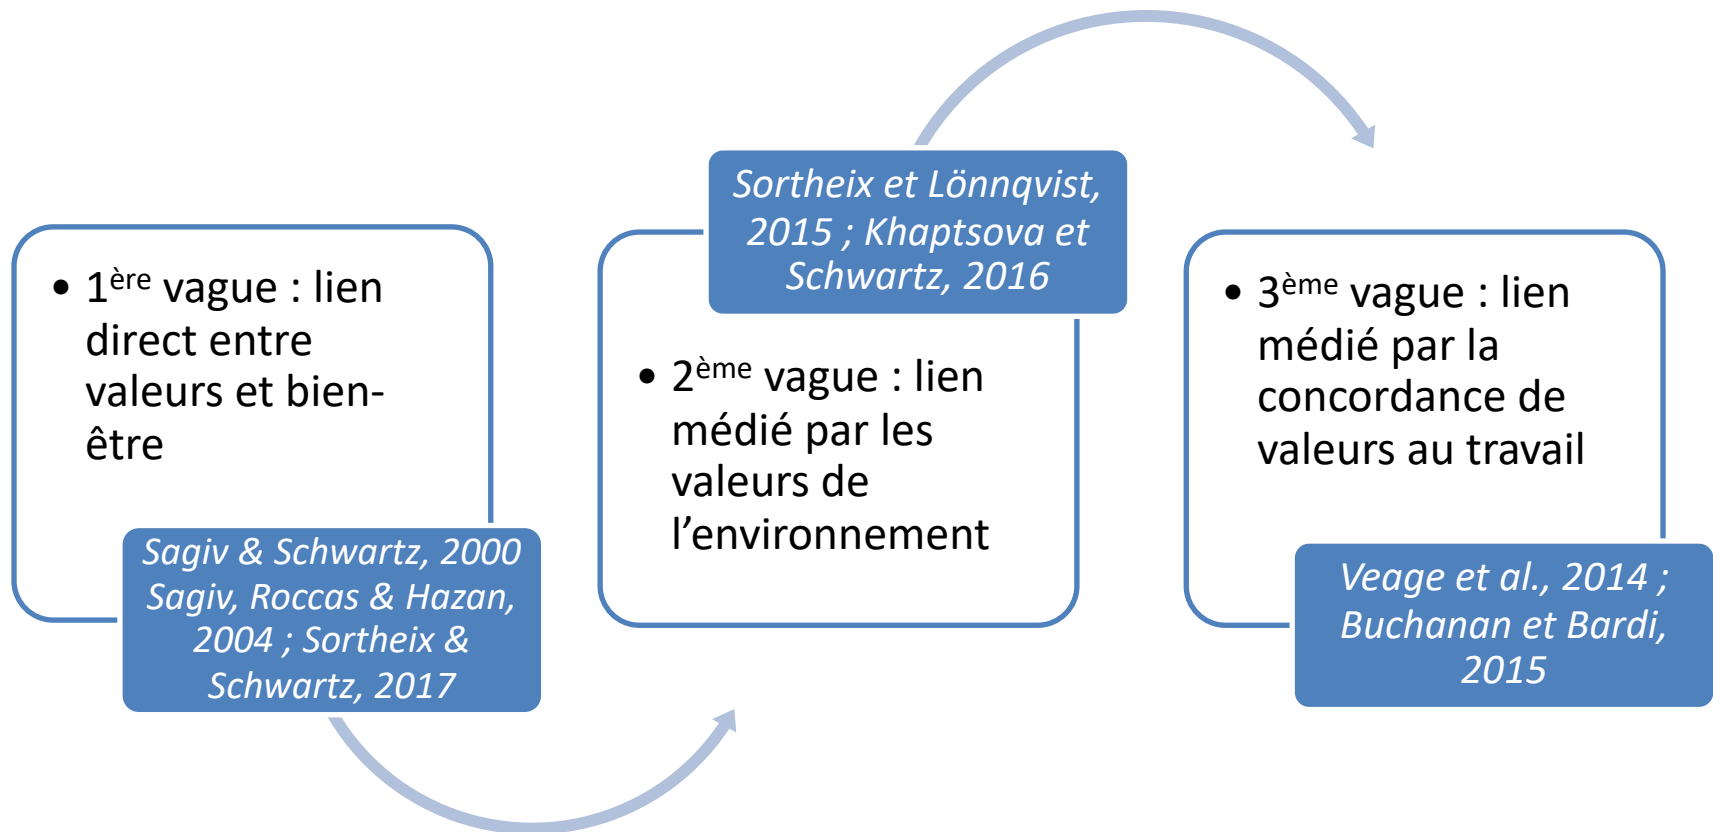 • 1ère vague : lien
direct entre
valeurs et bien-
être
Sagiv & Schwartz, 2000
Sagiv, Roccas & Hazan,
2004 ; Sortheix &
Schwartz, 2017
Sortheix et Lönnqvist,
2015 ; Khaptsova et
Schwartz, 2016
• 2ème vague : lien
médié par les
valeurs de
l’environnement
• 3ème vague : lien
médié par la
concordance de
valeurs au travail
Veage et al., 2014 ;
Buchanan et Bardi,
2015